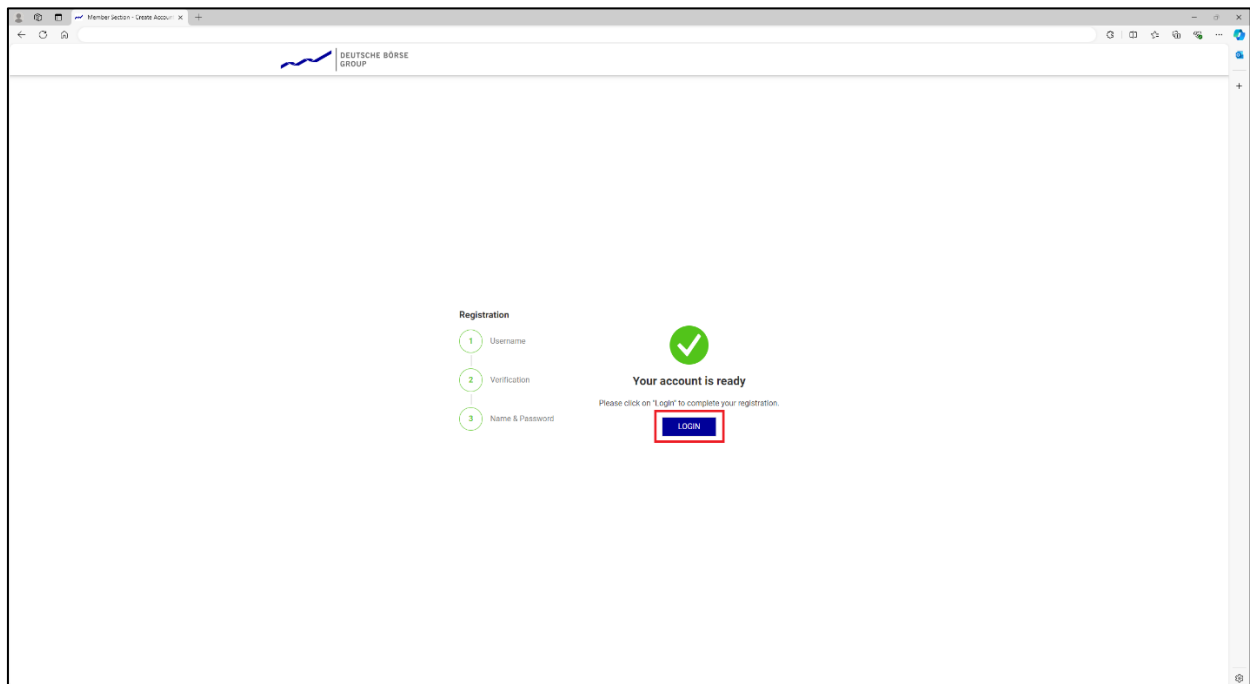 Member Section - Create Accoun
DEUTSCHE BÖRSE
GROUP
Registration
1 Username
2 Verification
3 Name & Password
Your account is ready
Please click on "Login" to complete your registration.
LOGIN